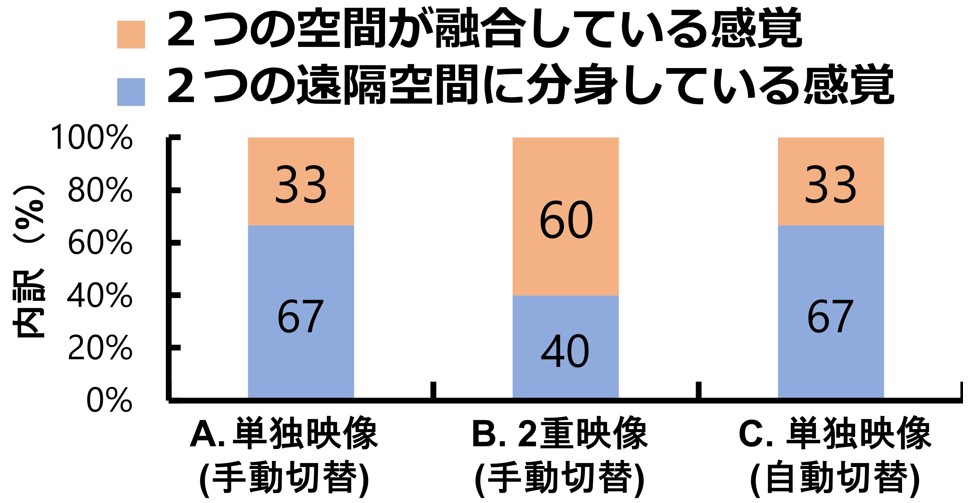 ２つの空間が融合している感覚
２つの遠隔空間に分身している感覚
内訳（%）
100%
80%
60%
40%
20%
0%
33
67
60
40
33
67
A. 単独映像
(手動切替)
B. 2重映像
(手動切替)
C. 単独映像
(自動切替)